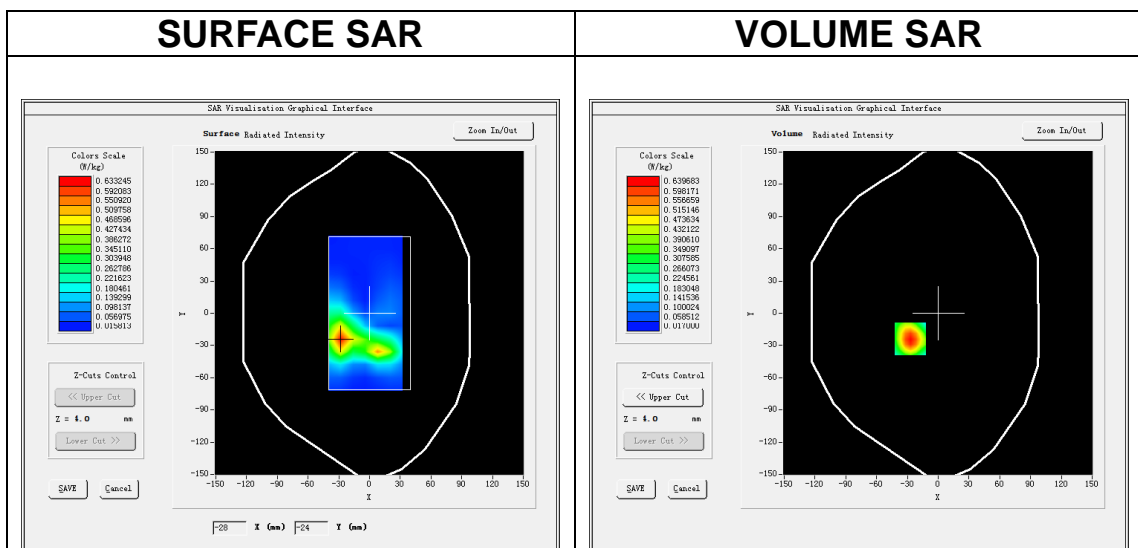 SURFACE SAR
VOLUME SAR
SAR Visualisation Graphical Interface
Surface Radiated Intensity
Zoom In/Out
Colors Scale
(W/kg)
0.633245
0.592083
0.550920
0.509758
0.468596
0.427434
0.386272
0.345110
0.303948
0.262786
0.221623
0.180461
0.139299
0.098137
0.056975
0.015813
150
120
90
60
30
0
-30
-60
-90
-120
-150
Y
-150 -120 -90 -60 -30 0 30 60 90 120 150
X
Z-Cuts Control
<< Upper Cut
Z = 4.0 mm
Lower Cut >>
SAVE Cancel
-28 X (mm) -24 Y (mm)
SAR Visualisation Graphical Interface
Volume Radiated Intensity
Zoom In/Out
Colors Scale
(W/kg)
0.639683
0.598171
0.556659
0.515146
0.473634
0.432122
0.390610
0.349097
0.307585
0.266073
0.224561
0.183048
0.141536
0.100024
0.058512
0.017000
150
120
90
60
30
0
-30
-60
-90
-120
-150
Y
-150 -120 -90 -60 -30 0 30 60 90 120 150
X
Z-Cuts Control
<< Upper Cut
Z = 4.0 mm
Lower Cut >>
SAVE Cancel